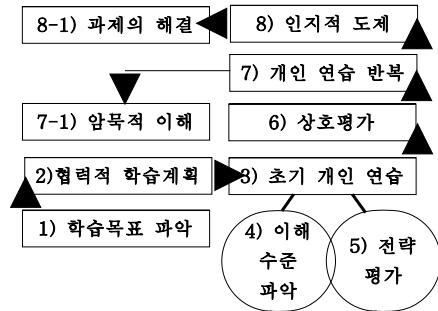 8-1) 과제의 해결
8) 인지적 도제
7) 개인 연습 반복
7-1) 암묵적 이해
6) 상호평가
2)협력적 학습계획
3) 초기 개인 연습
1) 학습목표 파악
4) 이해
수준
파악
5) 전략
평가